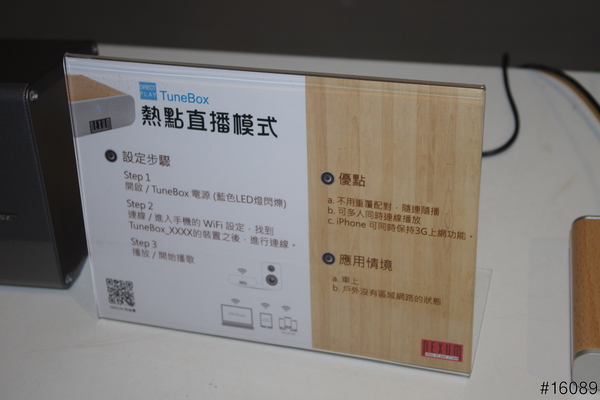 TuneBox
熱點直播模式
設定步驟
Step 1
開啟 / TuneBox 電源 (藍色LED燈閃爍)
Step 2
連線 / 進入手機的 WiFi 設定，找到
TuneBox_XXXX的裝置之後，進行連線。
Step 3
播放 / 開始播歌
優點
a. 不用重覆配對，隨連隨播
b. 可多人同時連線播放
c. iPhone 可同時保持3G上網功能。
應用情境
a. 車上
b. 戶外沒有區域網路的狀態
NEXUM
#16089